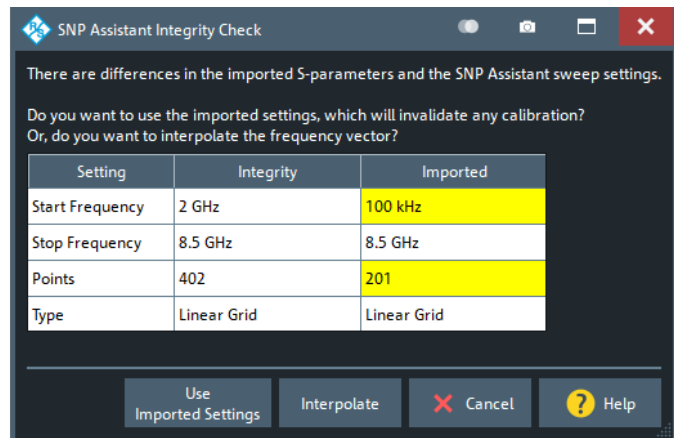 SNP Assistant Integrity Check
There are differences in the imported S-parameters and the SNP Assistant sweep settings.
Do you want to use the imported settings, which will invalidate any calibration?
Or, do you want to interpolate the frequency vector?
Setting Integrity Imported
Start Frequency 2 GHz 100 kHz
Stop Frequency 8.5 GHz 8.5 GHz
Points 402 201
Type Linear Grid Linear Grid
Use
Imported Settings
Interpolate
Cancel
? Help